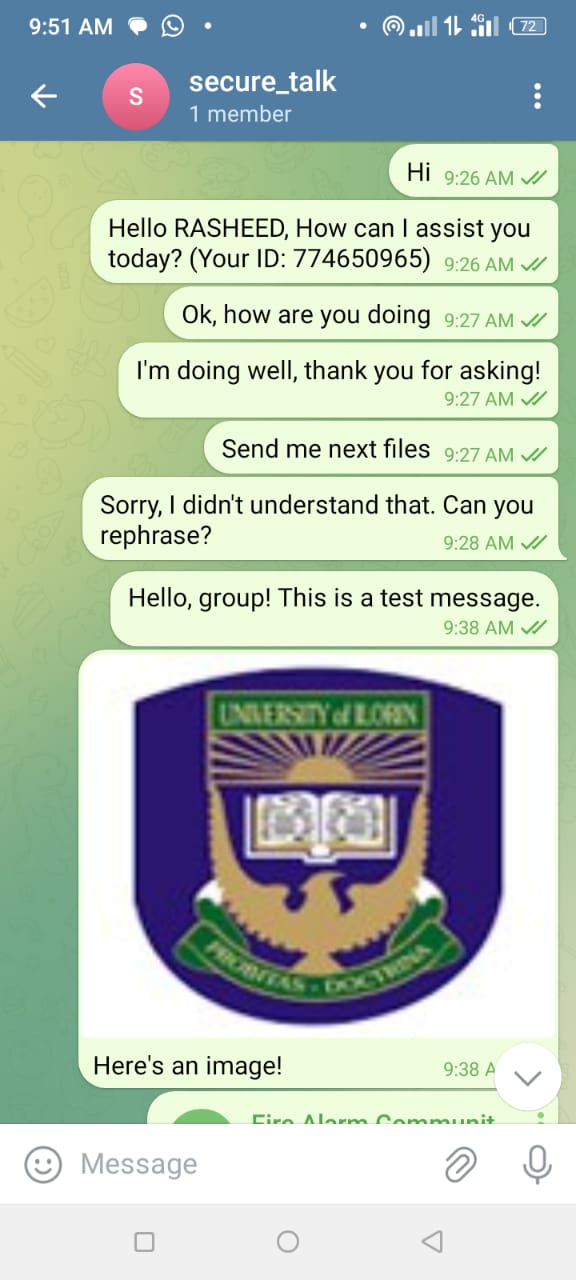 9:51 AM
4G
72
S
secure_talk
1 member
Hi 9:26 AM
Hello RASHEED, How can I assist you
today? (Your ID: 774650965) 9:26 AM
Ok, how are you doing 9:27 AM
I'm doing well, thank you for asking!
9:27 AM
Send me next files 9:27 AM
Sorry, I didn't understand that. Can you
rephrase? 9:28 AM
Hello, group! This is a test message.
9:38 AM
UNIVERSITY of ILORIN
PROBITAS - DOCTRINA
Here's an image! 9:38 A
Fire Alarm Communit
Message